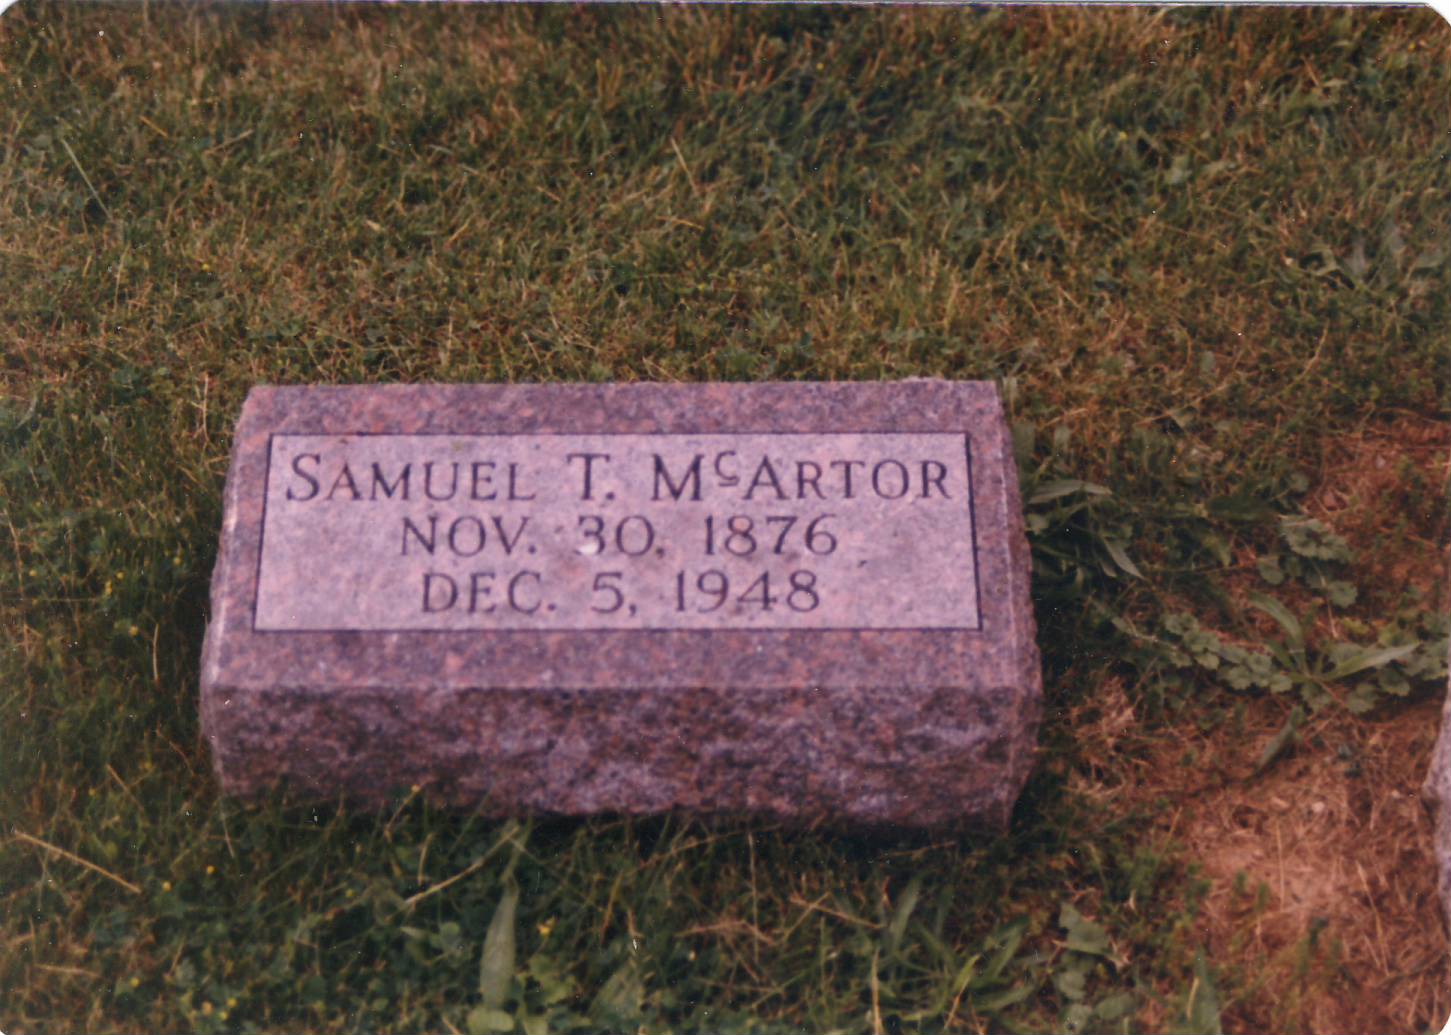 SAMUEL T. McARTOR
NOV. 30, 1876
DEC. 5, 1948